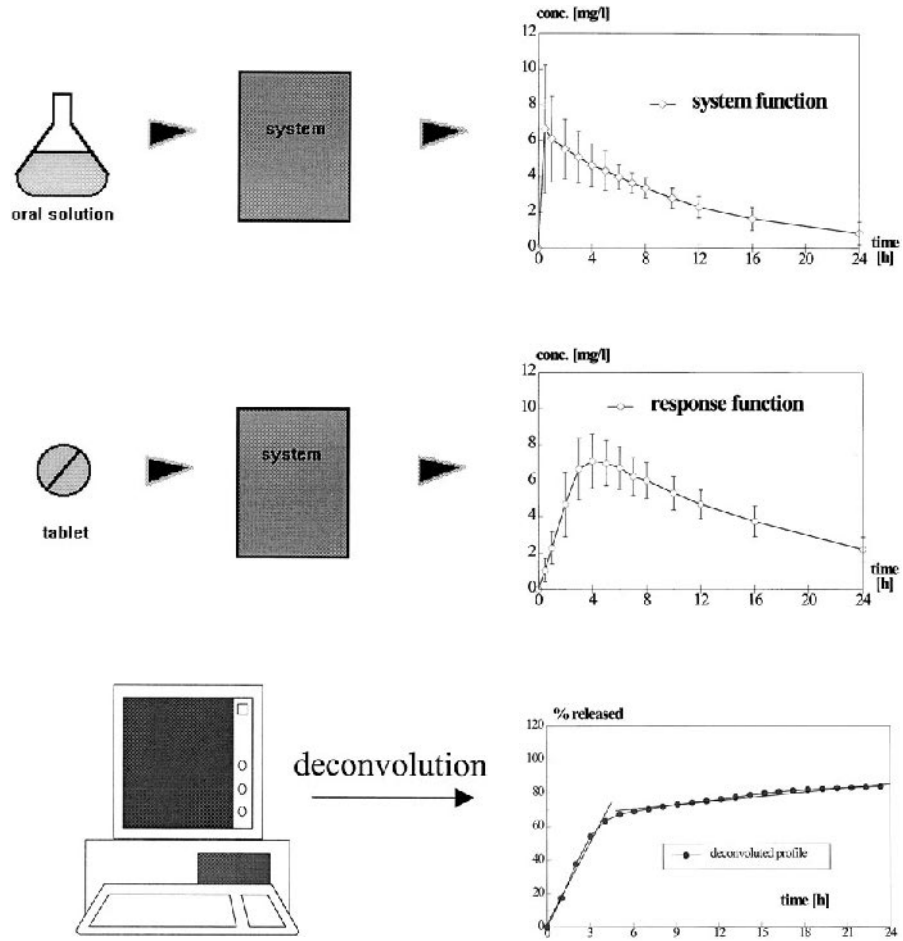 conc. [mg/l]
12
10
8
6
4
2
0
system function
time
[h]
0 4 8 12 16 20 24
system
oral solution
conc. [mg/l]
12
10
8
6
4
2
0
response function
time
[h]
0 4 8 12 16 20 24
system
tablet
% released
120
100
80
60
40
20
0
deconvolution
deconvoluted profile
time [h]
0 3 6 9 12 15 18 21 24